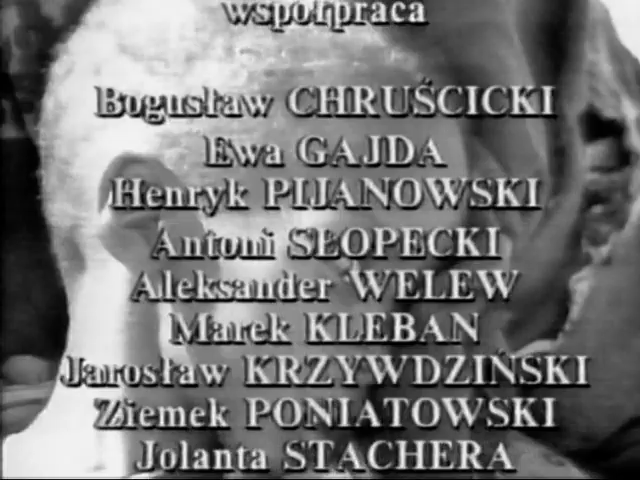 współpraca
Bogusław CHRUŚCICKI
Ewa GAJDA
Henryk PIJANOWSKI
Antoni SŁOPECKI
Aleksander WELEW
Marek KLEBAN
Jarosław KRZYWDZIŃSKI
Ziemek PONIATOWSKI
Jolanta STACHERA